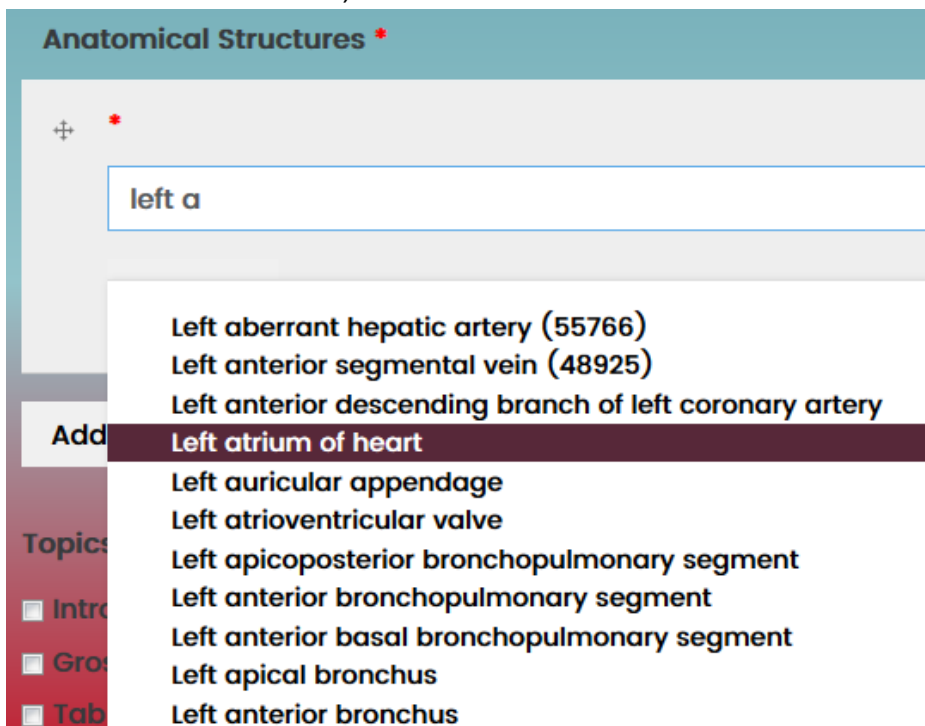 Anatomical Structures *
*
left a
Left aberrant hepatic artery (55766)
Left anterior segmental vein (48925)
Left anterior descending branch of left coronary artery
Add
Left atrium of heart
Left auricular appendage
Left atrioventricular valve
Topics
Left apicoposterior bronchopulmonary segment
Left anterior bronchopulmonary segment
Left anterior basal bronchopulmonary segment
Left apical bronchus
Tab
Left anterior bronchus